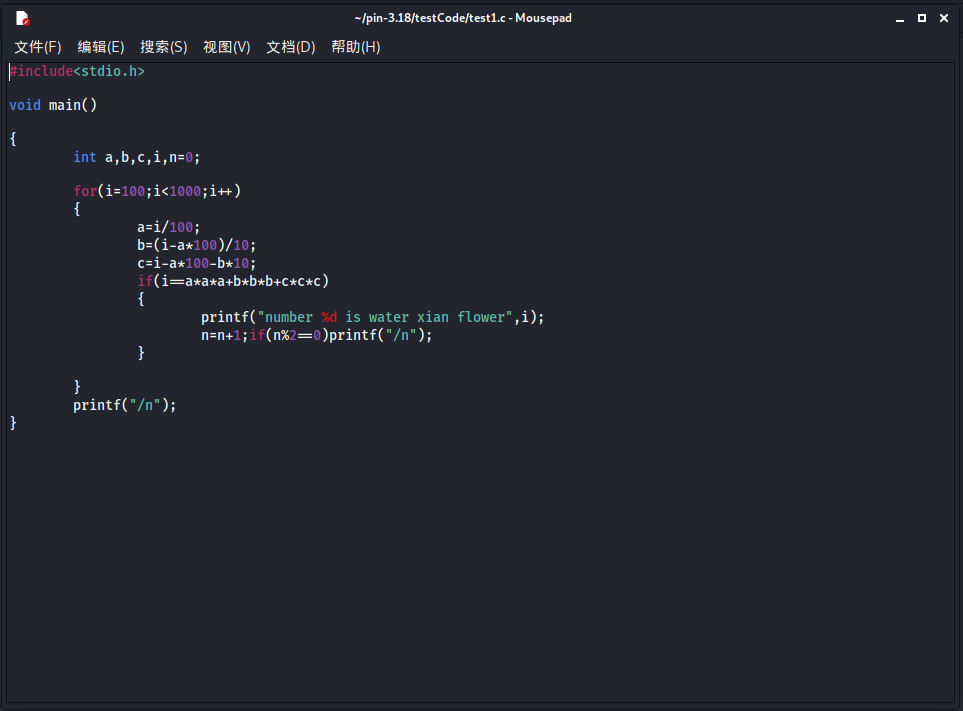 ~/pin-3.18/testCode/test1.c - Mousepad
文件(F) 编辑(E) 搜索(S) 视图(V) 文档(D) 帮助(H)
#include<stdio.h>
void main()
{
int a,b,c,i,n=0;
for(i=100;i<1000;i++)
{
a=i/100;
b=(i-a*100)/10;
c=i-a*100-b*10;
if(i==a*a*a+b*b*b+c*c*c)
{
printf("number %d is water xian flower",i);
n=n+1;if(n%2==0)printf("/n");
}
}
printf("/n");
}